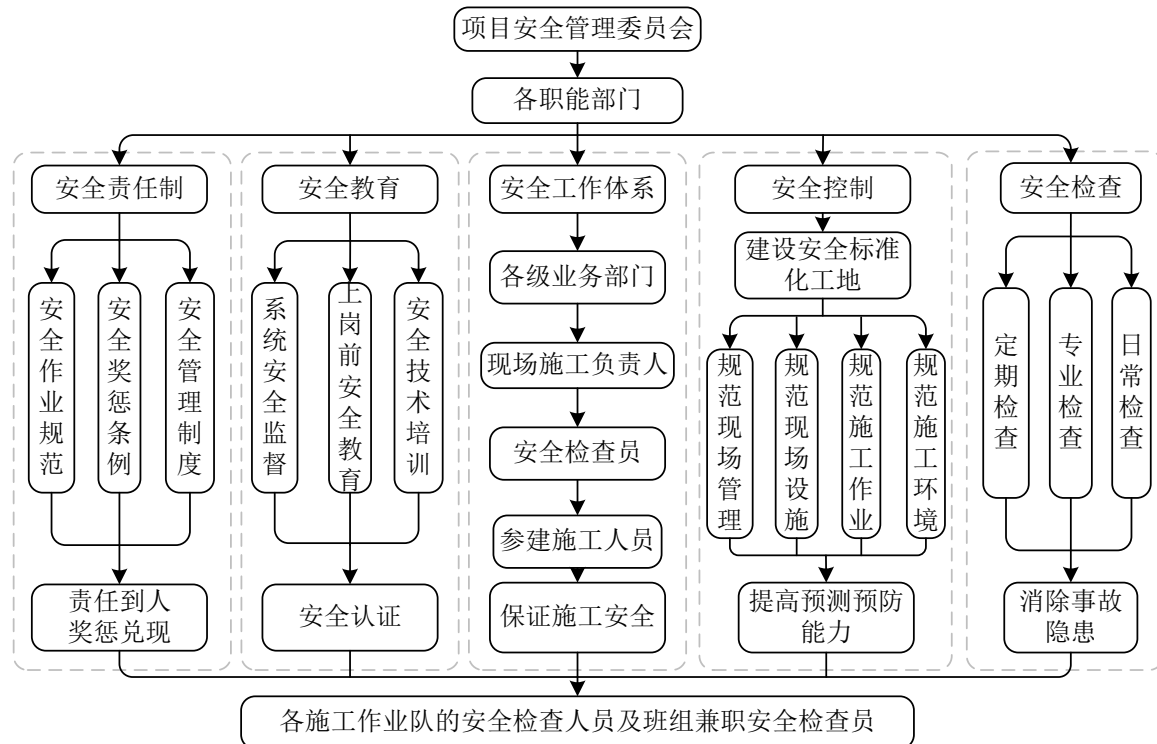 项目安全管理委员会
各职能部门
安全责任制
安全教育
安全工作体系
安全控制
安全检查
建设安全标准
化工地
各级业务部门
安全作业规范
安全奖惩条例
安全管理制度
系统安全监督
上岗前安全教育
安全技术培训
现场施工负责人
规范现场管理
规范现场设施
规范施工作业
规范施工环境
定期检查
专业检查
日常检查
安全检查员
参建施工人员
责任到人
奖惩兑现
安全认证
保证施工安全
提高预测预防
能力
消除事故
隐患
各施工作业队的安全检查人员及班组兼职安全检查员